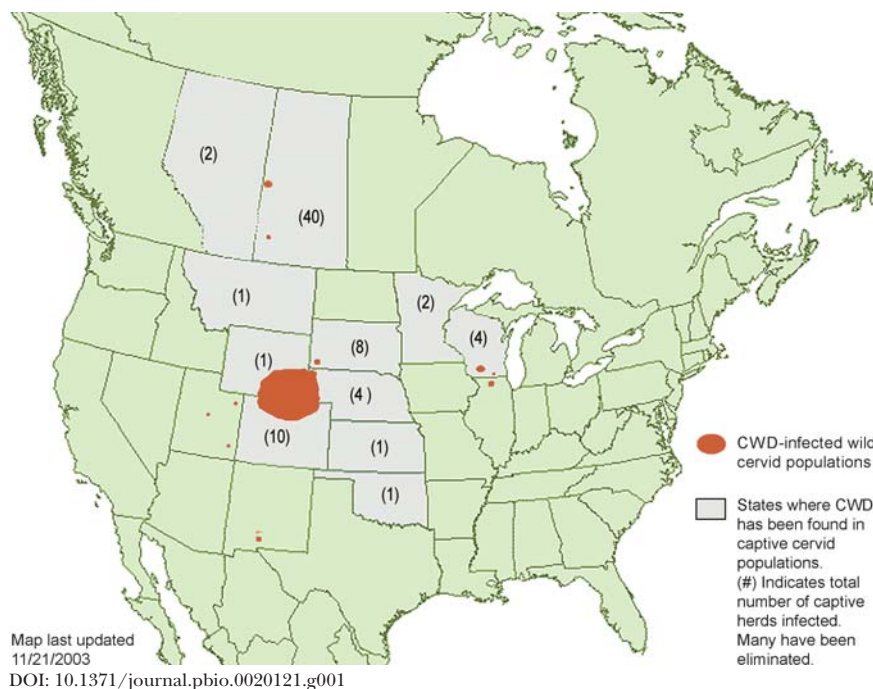 (2)
(40)
(1)
(2)
(4)
(1)
(8)
(4 )
(10)
(1)
(1)
CWD-infected wild
cervid populations
States where CWD
has been found in
captive cervid
populations.
(#) Indicates total
number of captive
herds infected.
Many have been
eliminated.
Map last updated
11/21/2003
DOI: 10.1371/journal.pbio.0020121.g001